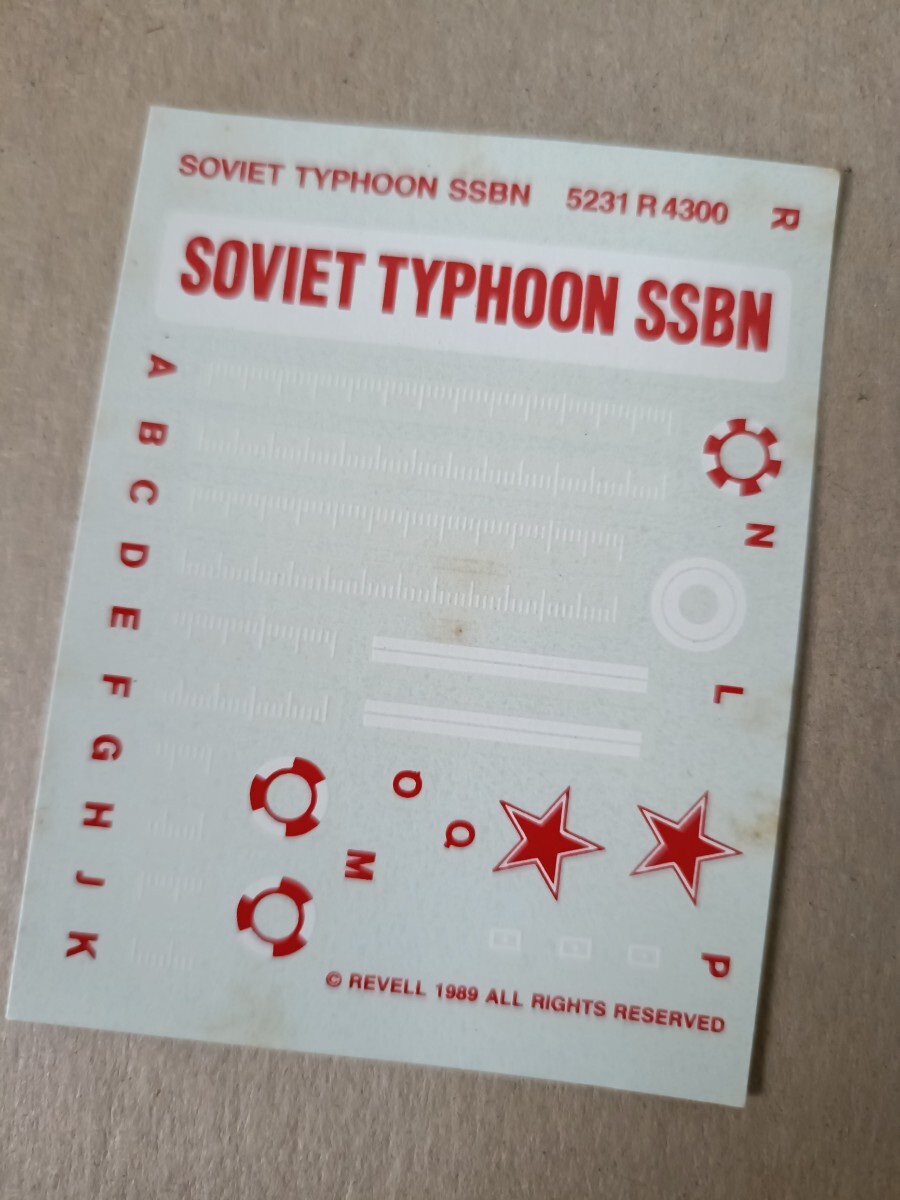 SOVIET TYPHOON SSBN 5231 R 4300 R
SOVIET TYPHOON SSBN
A
B
C
N
D
E
F
L
G
O
H
Q
M
J
K
P
© REVELL 1989 ALL RIGHTS RESERVED